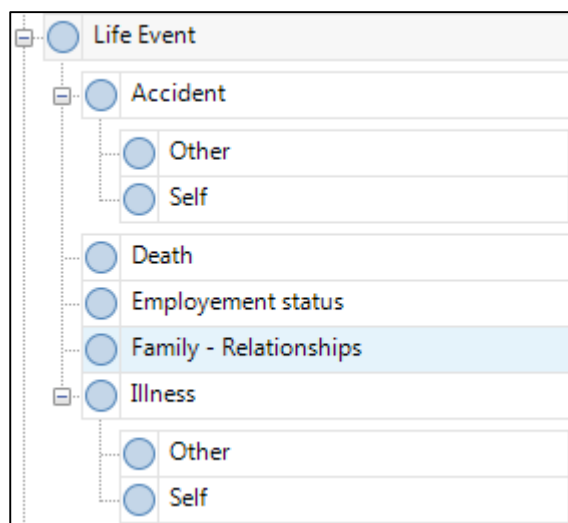 Life Event
Accident
Other
Self
Death
Employement status
Family - Relationships
Illness
Other
Self